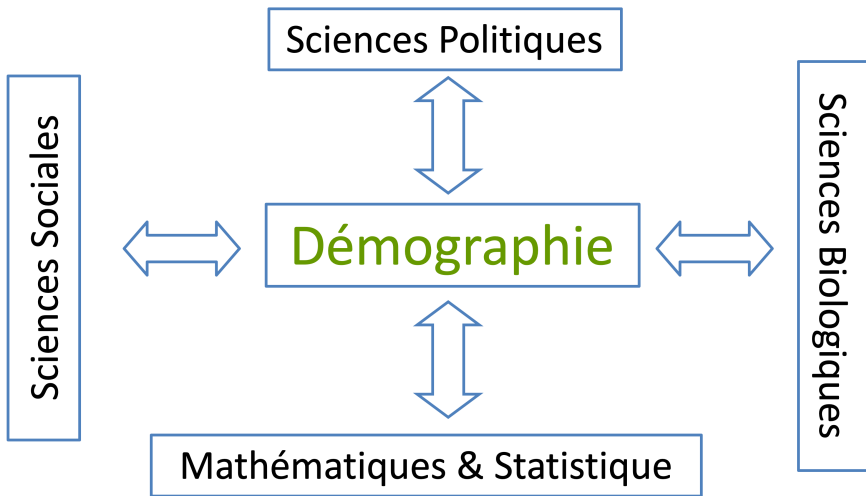 Sciences Politiques
Sciences Sociales
Démographie
Sciences Biologiques
Mathématiques & Statistique